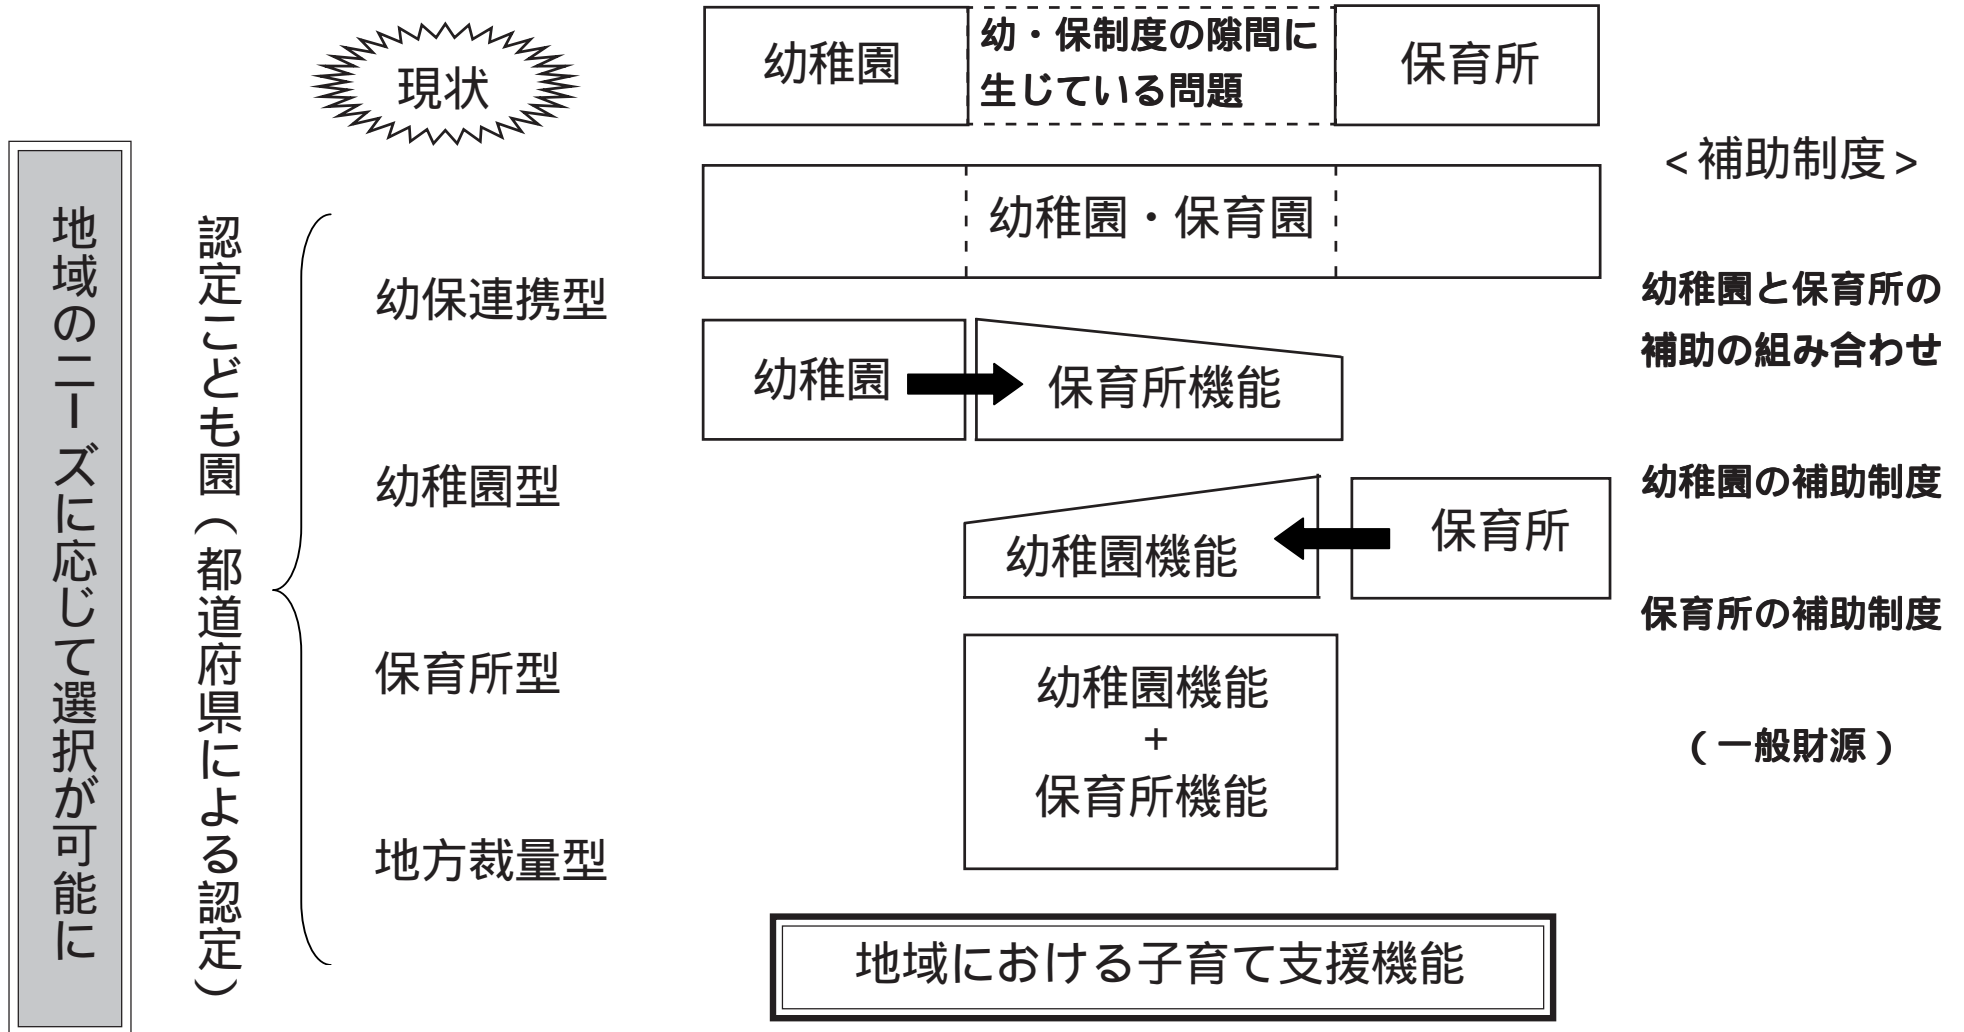 現状
幼稚園
幼・保制度の隙間に
生じている問題
保育所
<補助制度>
地域のニーズに応じて選択が可能に
認定こども園(都道府県による認定)
幼保連携型
幼稚園・保育園
幼稚園と保育所の
補助の組み合わせ
幼稚園型
幼稚園
保育所機能
幼稚園の補助制度
保育所型
幼稚園機能
保育所
保育所の補助制度
地方裁量型
幼稚園機能
+
保育所機能
(一般財源)
地域における子育て支援機能